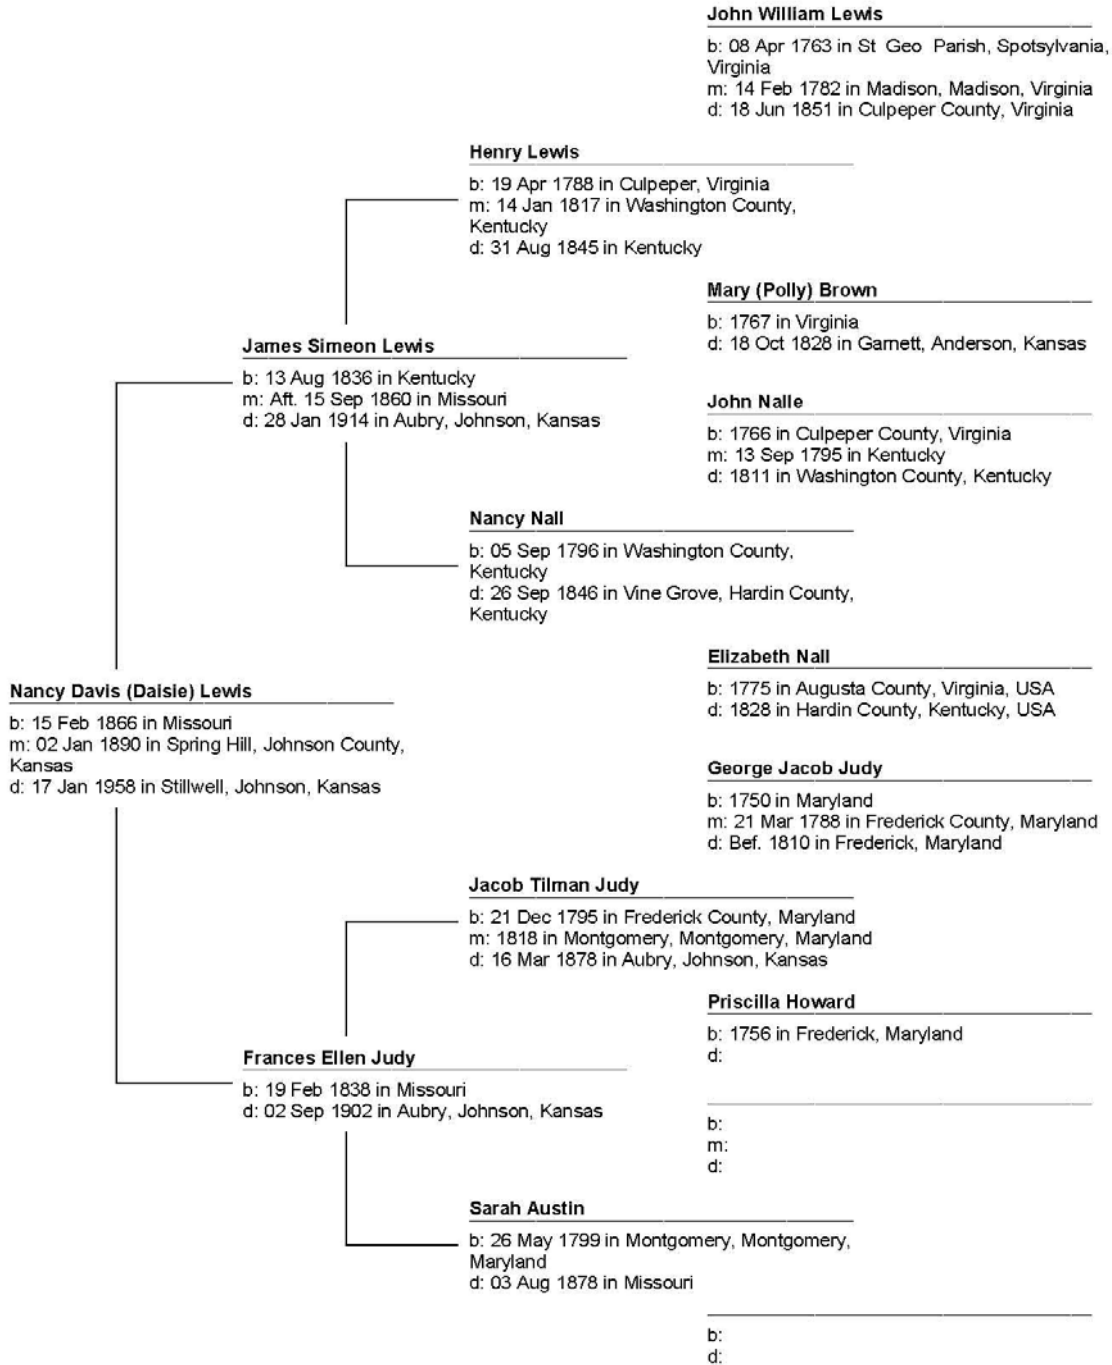 John William Lewis
b: 08 Apr 1763 in St Geo Parish, Spotsylvania,
Virginia
m: 14 Feb 1782 in Madison, Madison, Virginia
d: 18 Jun 1851 in Culpeper County, Virginia
Henry Lewis
b: 19 Apr 1788 in Culpeper, Virginia
m: 14 Jan 1817 in Washington County,
Kentucky
d: 31 Aug 1845 in Kentucky
Mary (Polly) Brown
b: 1767 in Virginia
d: 18 Oct 1828 in Garnett, Anderson, Kansas
James Simeon Lewis
b: 13 Aug 1836 in Kentucky
m: Aft. 15 Sep 1860 in Missouri
d: 28 Jan 1914 in Aubry, Johnson, Kansas
John Nalle
b: 1766 in Culpeper County, Virginia
m: 13 Sep 1795 in Kentucky
d: 1811 in Washington County, Kentucky
Nancy Nall
b: 05 Sep 1796 in Washington County,
Kentucky
d: 26 Sep 1846 in Vine Grove, Hardin County,
Kentucky
Elizabeth Nall
b: 1775 in Augusta County, Virginia, USA
d: 1828 in Hardin County, Kentucky, USA
Nancy Davis (Daisie) Lewis
b: 15 Feb 1866 in Missouri
m: 02 Jan 1890 in Spring Hill, Johnson County,
Kansas
d: 17 Jan 1958 in Stillwell, Johnson, Kansas
George Jacob Judy
b: 1750 in Maryland
m: 21 Mar 1788 in Frederick County, Maryland
d: Bef. 1810 in Frederick, Maryland
Jacob Tilman Judy
b: 21 Dec 1795 in Frederick County, Maryland
m: 1818 in Montgomery, Montgomery, Maryland
d: 16 Mar 1878 in Aubry, Johnson, Kansas
Priscilla Howard
b: 1756 in Frederick, Maryland
d:
Frances Ellen Judy
b: 19 Feb 1838 in Missouri
d: 02 Sep 1902 in Aubry, Johnson, Kansas
b:
m:
d:
Sarah Austin
b: 26 May 1799 in Montgomery, Montgomery,
Maryland
d: 03 Aug 1878 in Missouri
b:
d: